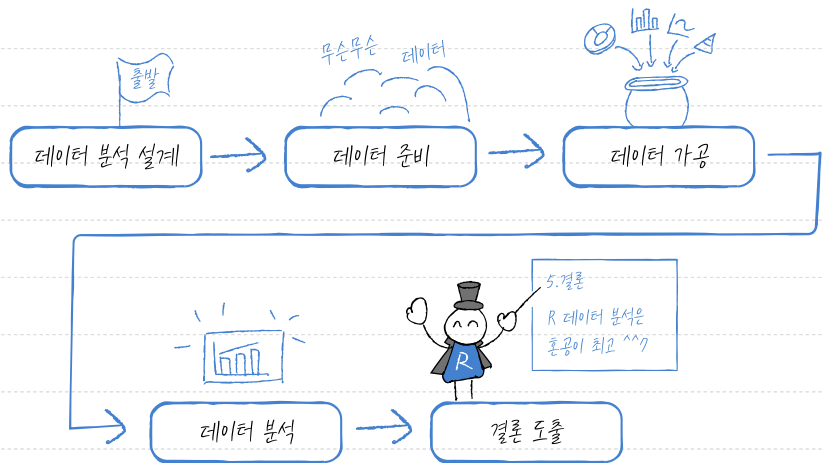 출발
무슨무슨 데이터
데이터 분석 설계
데이터 준비
데이터 가공
5.결론
R 데이터 분석은
혼공이 최고 ^^7
R
데이터 분석
결론 도출